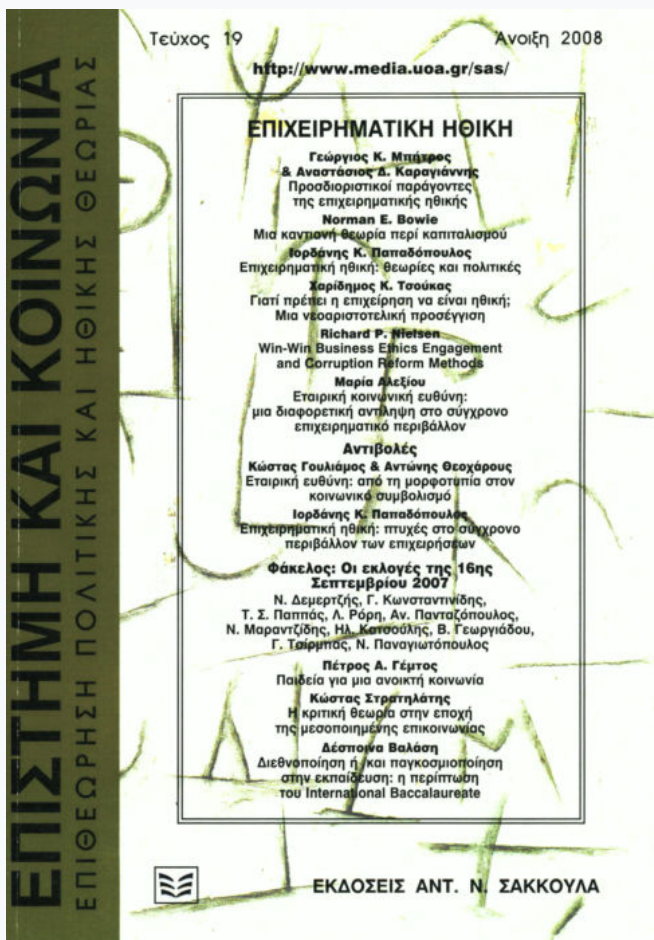 ΕΠΙΣΤΗΜΗ ΚΑΙ ΚΟΙΝΩΝΙΑ
ΕΠΙΘΕΩΡΗΣΗ ΠΟΛΙΤΙΚΗΣ ΚΑΙ ΗΘΙΚΗΣ ΘΕΩΡΙΑΣ
Τεύχος 19 Άνοιξη 2008
http://www.media.uoa.gr/sas/
ΕΠΙΧΕΙΡΗΜΑΤΙΚΗ ΗΘΙΚΗ
Γεώργιος Κ. Μπήτρος
& Αναστάσιος Δ. Καραγιάννης
Προσδιοριστικοί παράγοντες
της επιχειρηματικής ηθικής
Norman E. Bowie
Μια καντιανή θεωρία περί καπιταλισμού
Ιορδάνης Κ. Παπαδόπουλος
Επιχειρηματική ηθική: θεωρίες και πολιτικές
Χαρίδημος Κ. Τσούκας
Γιατί πρέπει η επιχείρηση να είναι ηθική;
Μια νεοαριστοτελική προσέγγιση
Richard P. Nielsen
Win-Win Business Ethics Engagement
and Corruption Reform Methods
Μαρία Αλεξίου
Εταιρική κοινωνική ευθύνη:
μια διαφορετική αντίληψη στο σύγχρονο
επιχειρηματικό περιβάλλον
Αντιβολές
Κώστας Γουλιάμος & Αντώνης Θεοχάρους
Εταιρική ευθύνη: από τη μορφοτυπία στον
κοινωνικό συμβολισμό
Ιορδάνης Κ. Παπαδόπουλος
Επιχειρηματική ηθική: πτυχές στο σύγχρονο
περιβάλλον των επιχειρήσεων
Φάκελος: Οι εκλογές της 16ης
Σεπτεμβρίου 2007
Ν. Δεμερτζής, Γ. Κωνσταντινίδης,
Τ. Σ. Παππάς, Λ. Ρόρη, Αν. Πανταζόπουλος,
Ν. Μαραντζίδης, Ηλ. Κατσούλης, Β. Γεωργιάδου,
Γ. Τσίρμπας, Ν. Παναγιωτόπουλος
Πέτρος Α. Γέμτος
Παιδεία για μια ανοικτή κοινωνία
Κώστας Στρατηλάτης
Η κριτική θεωρία στην εποχή
της μεσοποιημένης επικοινωνίας
Δέσποινα Βαλάση
Διεθνοποίηση ή/και παγκοσμιοποίηση
στην εκπαίδευση: η περίπτωση
του International Baccalaureate
ΕΚΔΟΣΕΙΣ ΑΝΤ. Ν. ΣΑΚΚΟΥΛΑ